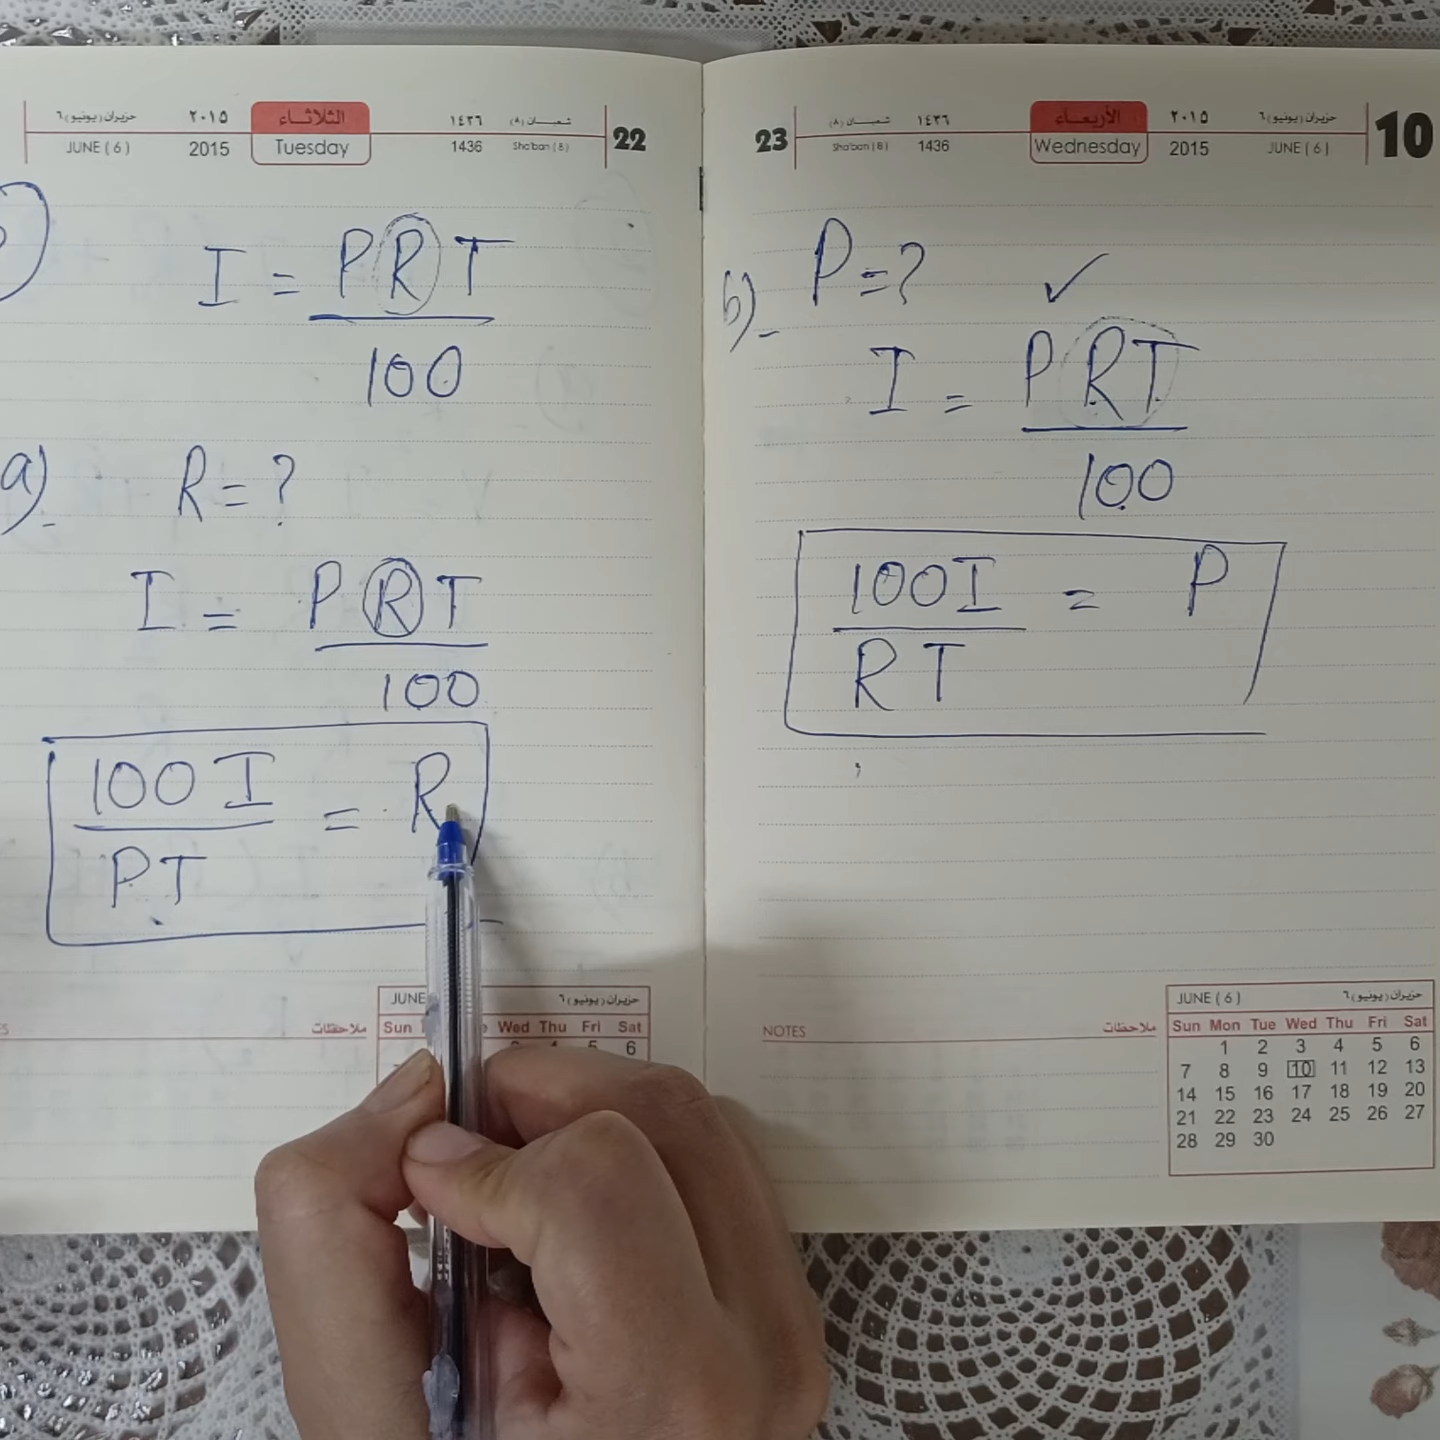 حزيران (يونيو) ٦ ٢٠١٥ الثلاثاء ١٤٣٦ شعبان (٨)
JUNE ( 6 ) 2015 Tuesday 1436 Sha'ban ( 8 ) 22
I = PRT
100
a)- R = ?
I = PRT
100
100 I = R
PT
JUNE حزيران (يونيو) ٦
ملاحظات Sun Wed Thu Fri Sat
6
23 شعبان (٨) ١٤٣٦ الأربعاء ٢٠١٥ حزيران (يونيو) ٦ 10
Sha'ban ( 8 ) 1436 Wednesday 2015 JUNE ( 6 )
b)- P = ? ✓
I = PRT
100
100 I = P
RT
NOTES ملاحظات
JUNE ( 6 ) حزيران (يونيو) ٦
Sun Mon Tue Wed Thu Fri Sat
1 2 3 4 5 6
7 8 9 10 11 12 13
14 15 16 17 18 19 20
21 22 23 24 25 26 27
28 29 30